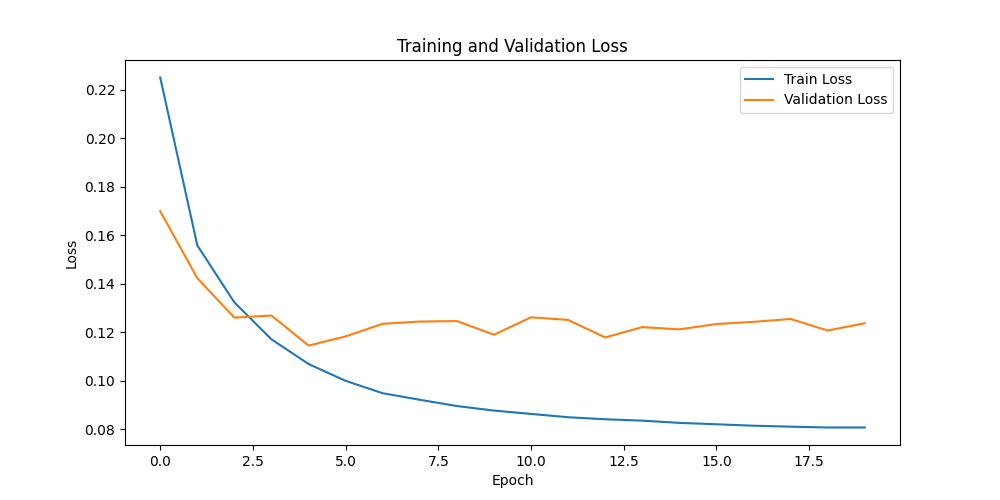 Training and Validation Loss
Train Loss
Validation Loss
0.22
0.20
0.18
0.16
0.14
0.12
0.10
0.08
Loss
0.0 2.5 5.0 7.5 10.0 12.5 15.0 17.5
Epoch